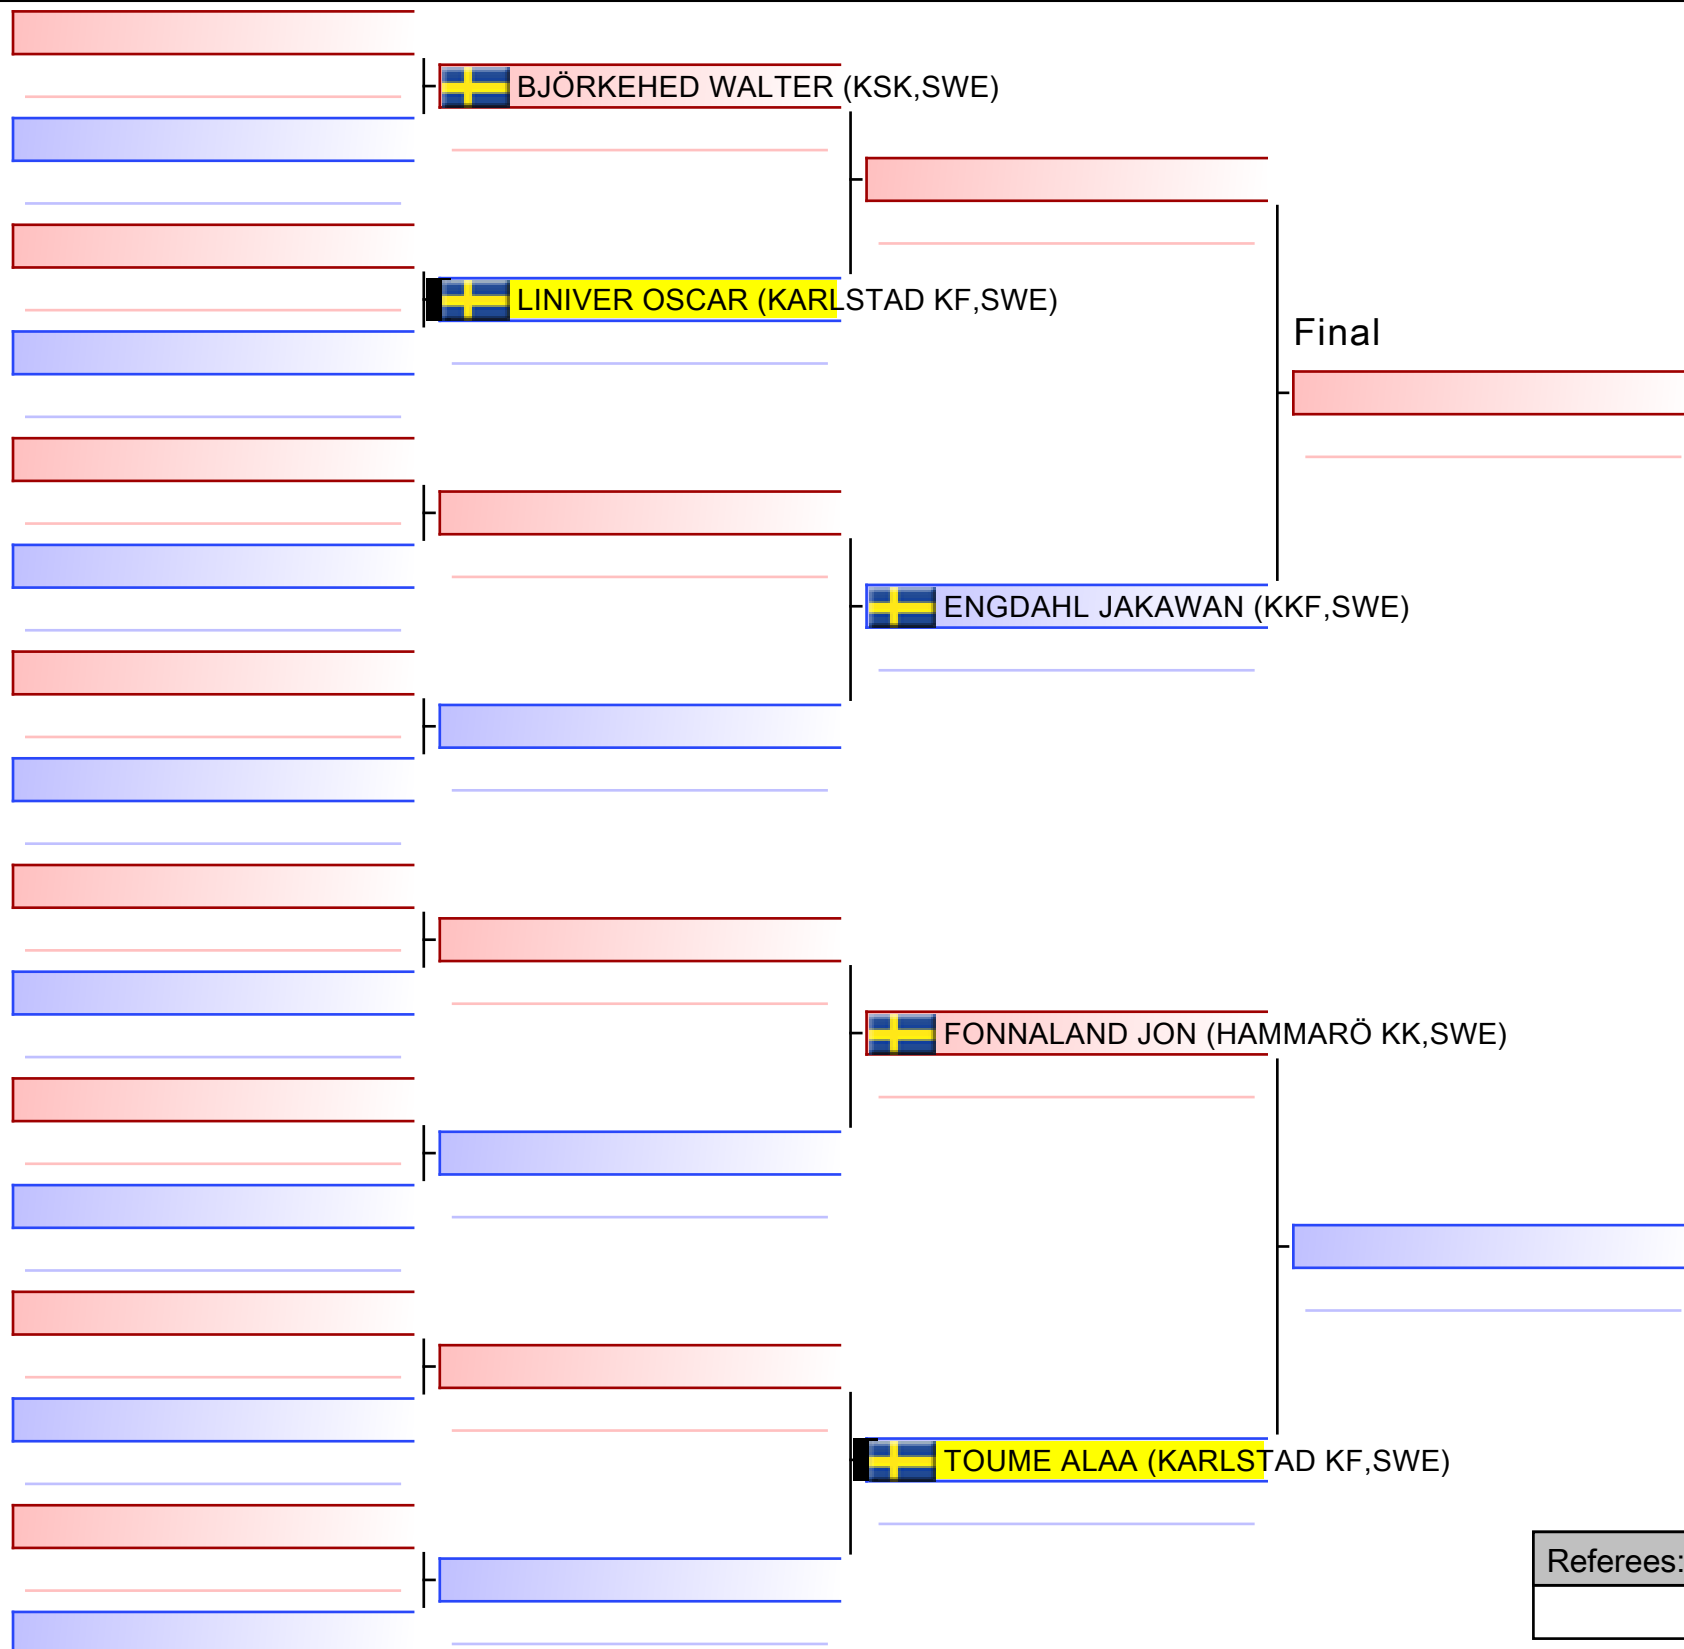 BJÖRKEHED WALTER (KSK,SWE)
LINIVER OSCAR (KARLSTAD KF,SWE)
Final
ENGDAHL JAKAWAN (KKF,SWE)
FONNALAND JON (HAMMARÖ KK,SWE)
TOUME ALAA (KARLSTAD KF,SWE)
Referees: